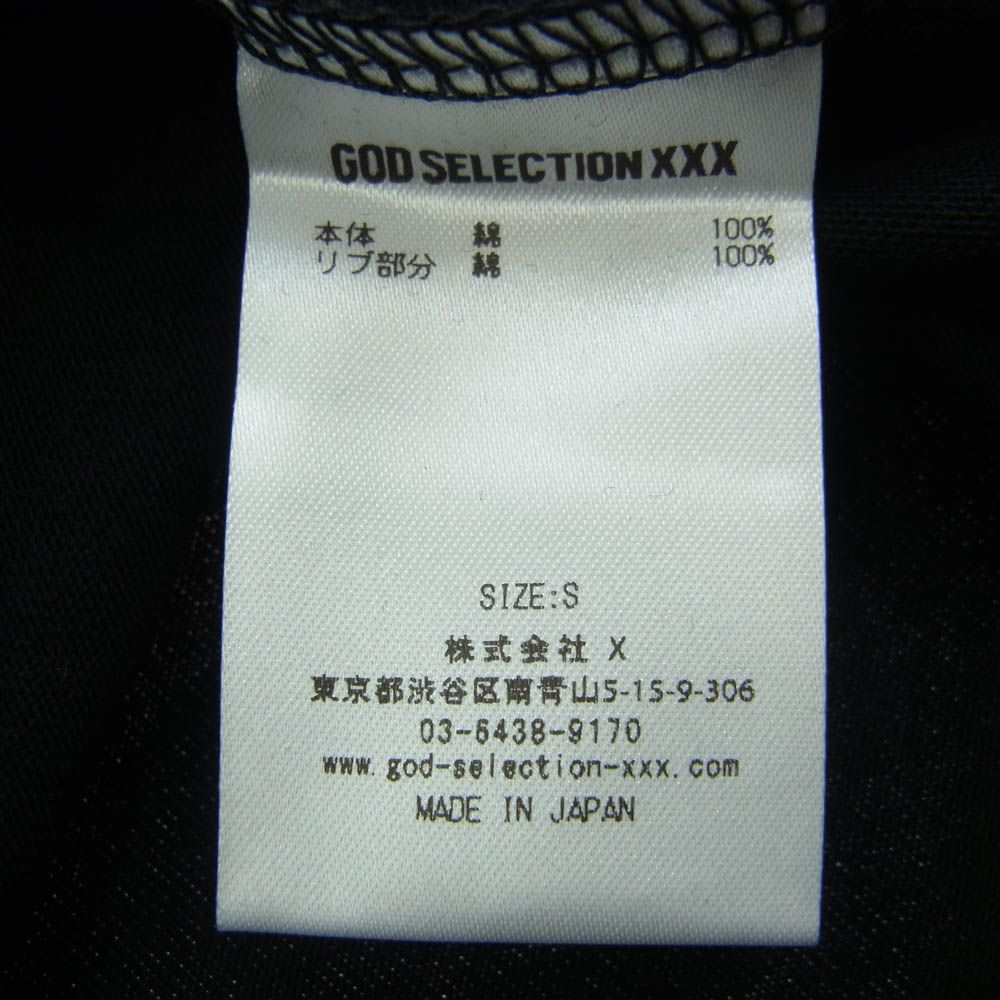 GOD SELECTION XXX
本体 綿 100%
リブ部分 綿 100%
SIZE:S
株式会社 X
東京都渋谷区南青山5-15-9-306
03-6438-9170
www.god-selection-xxx.com
MADE IN JAPAN